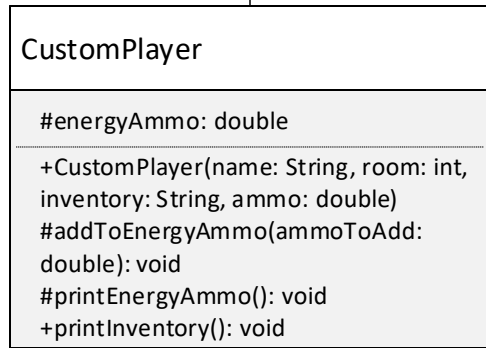 CustomPlayer
#energyAmmo: double
+CustomPlayer(name: String, room: int,
inventory: String, ammo: double)
#addToEnergyAmmo(ammoToAdd:
double): void
#printEnergyAmmo(): void
+printInventory(): void